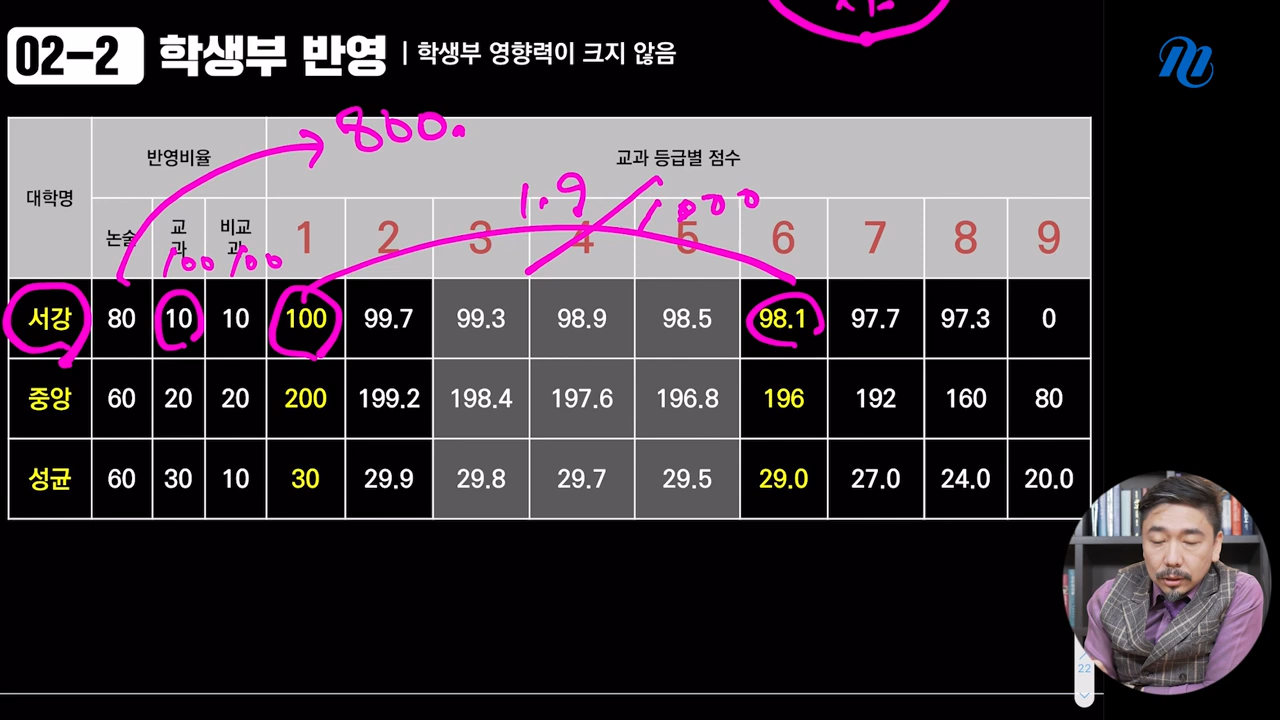 02-2 학생부 반영 | 학생부 영향력이 크지 않음
800.
대학명 반영비율 교과 등급별 점수
1.9 / 1000
논술 교과 비교과 1 2 3 4 5 6 7 8 9
100 100
서강 80 10 10 100 99.7 99.3 98.9 98.5 98.1 97.7 97.3 0
중앙 60 20 20 200 199.2 198.4 197.6 196.8 196 192 160 80
성균 60 30 10 30 29.9 29.8 29.7 29.5 29.0 27.0 24.0 20.0
22